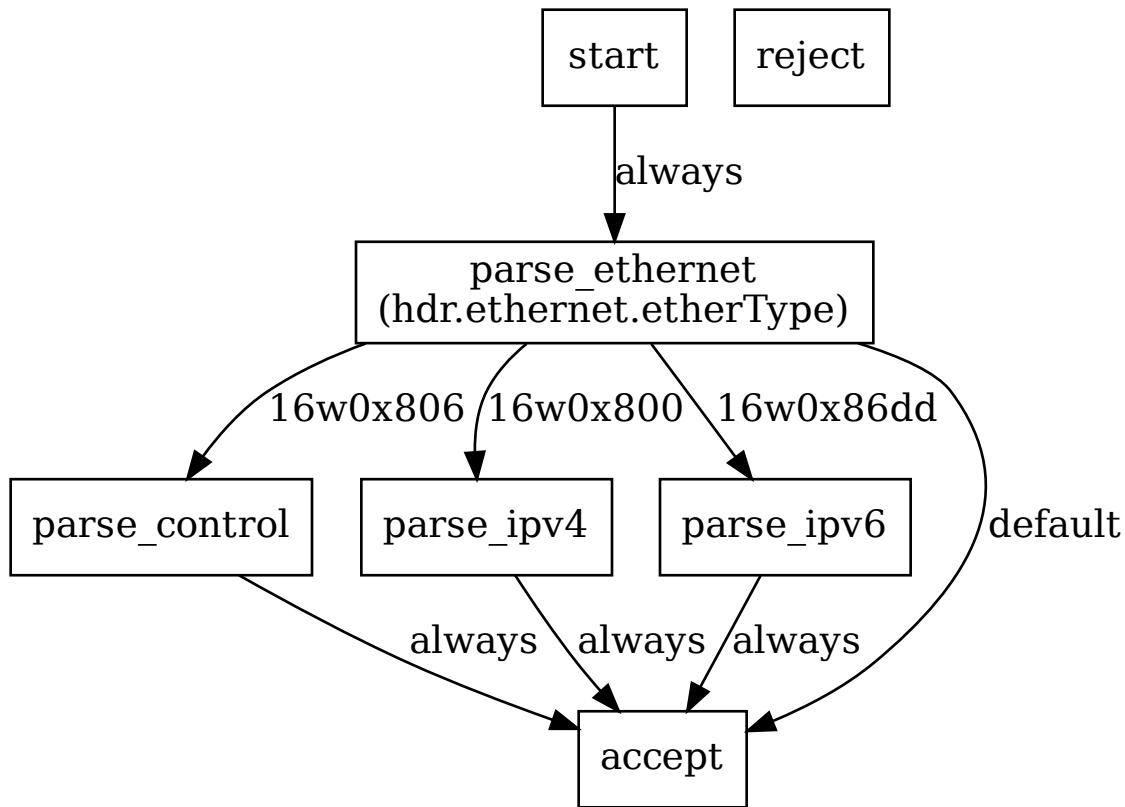 start
reject
always
parse_ethernet
(hdr.ethernet.etherType)
16w0x806
16w0x800
16w0x86dd
parse_control
parse_ipv4
parse_ipv6
default
always
always
always
accept